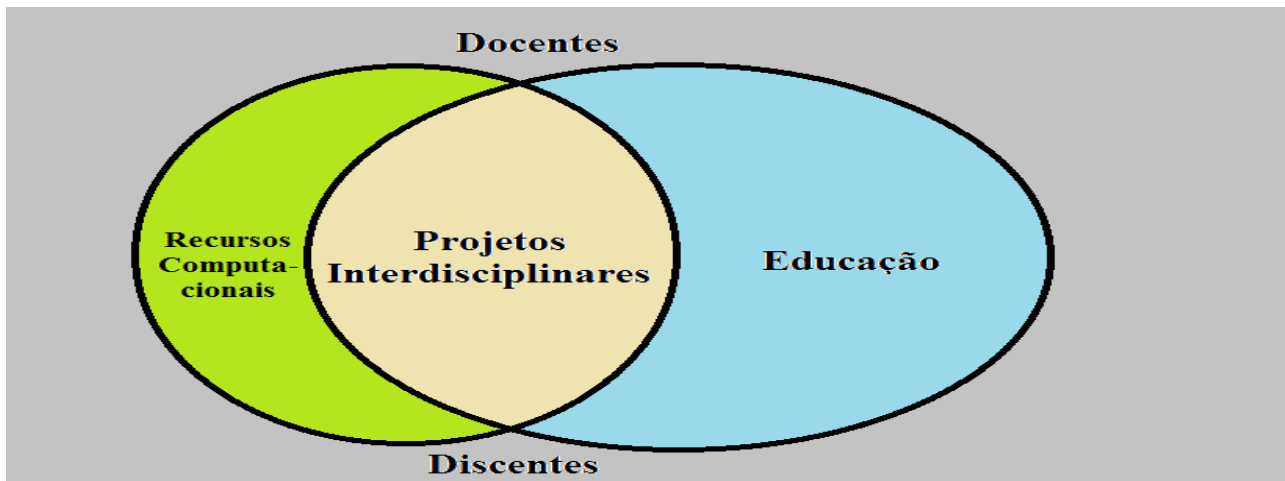 Docentes
Recursos
Computa-
cionais
Projetos
Interdisciplinares
Educação
Discentes